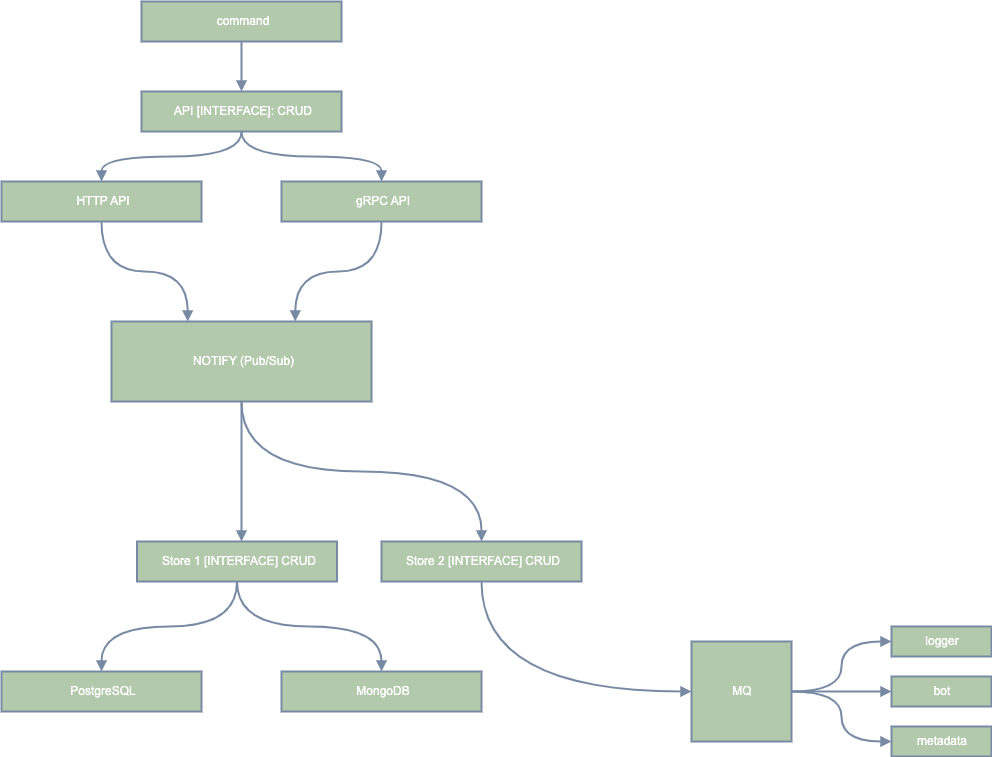 command
API [INTERFACE]: CRUD
HTTP API
gRPC API
NOTIFY (Pub/Sub)
Store 1 [INTERFACE] CRUD
Store 2 [INTERFACE] CRUD
PostgreSQL
MongoDB
MQ
logger
bot
metadata